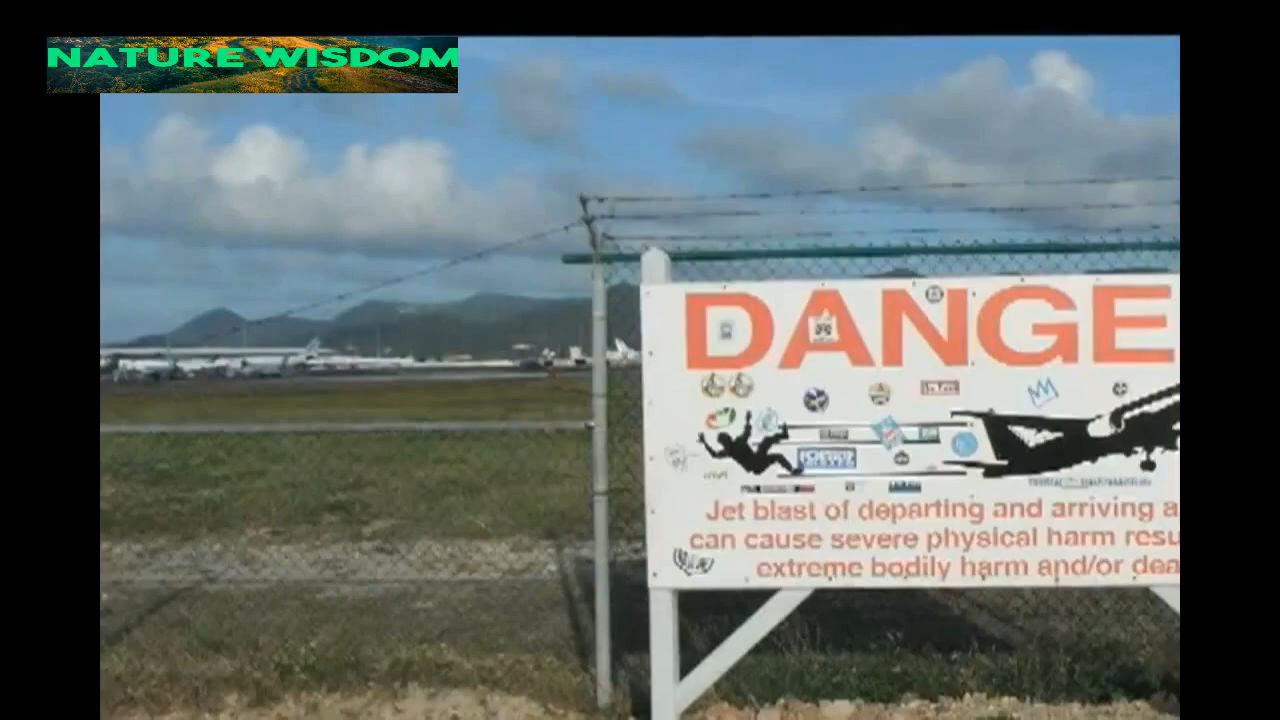 NATURE WISDOM
DANGE
Jet blast of departing and arriving a
can cause severe physical harm resu
extreme bodily harm and/or dea